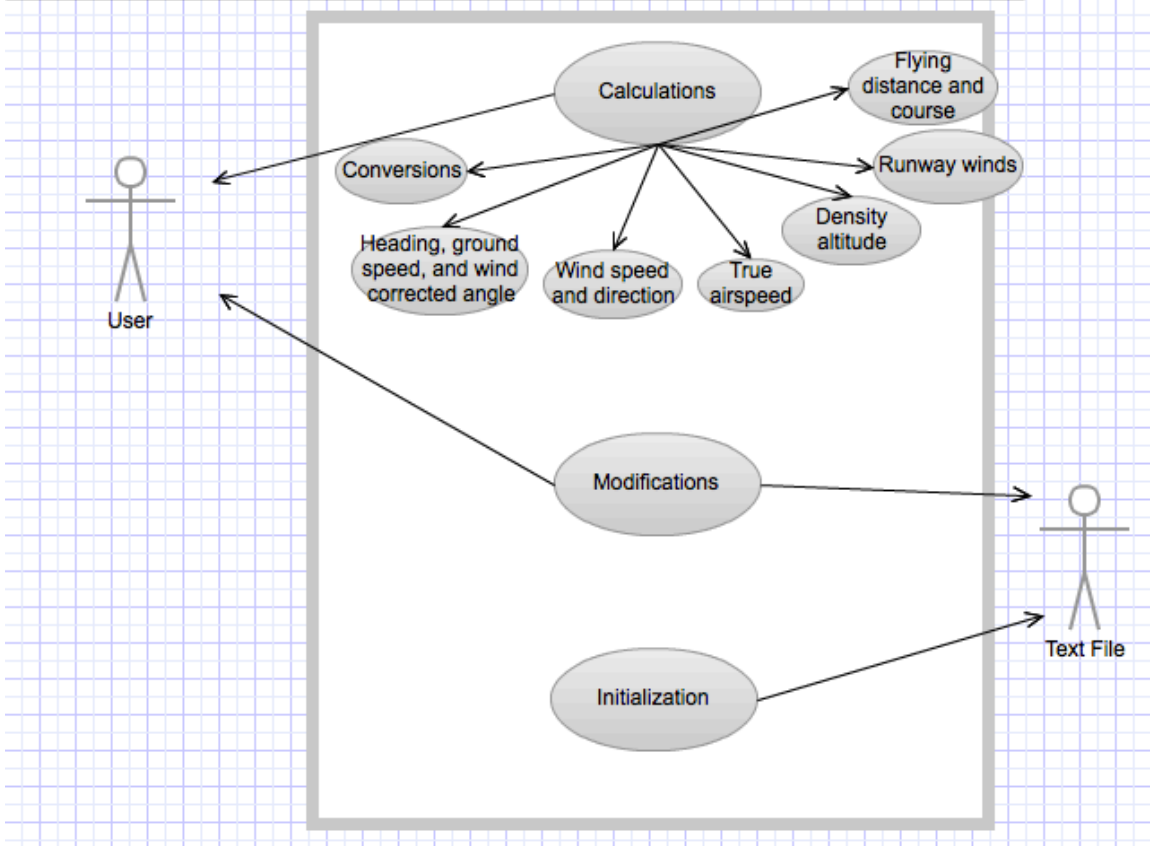 Calculations
Flying
distance and
course
Conversions
Runway winds
Density
altitude
Heading, ground
speed, and wind
corrected angle
Wind speed
and direction
True
airspeed
User
Modifications
Text File
Initialization